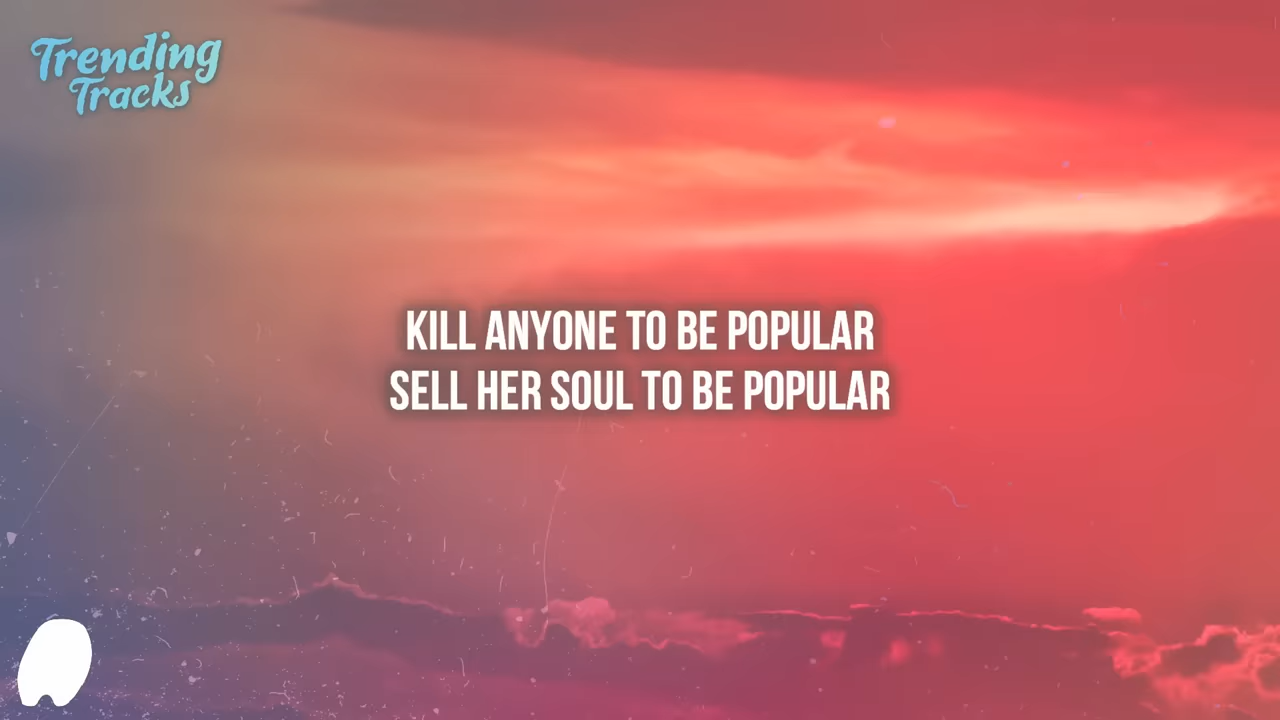 Trending
Tracks
KILL ANYONE TO BE POPULAR
SELL HER SOUL TO BE POPULAR